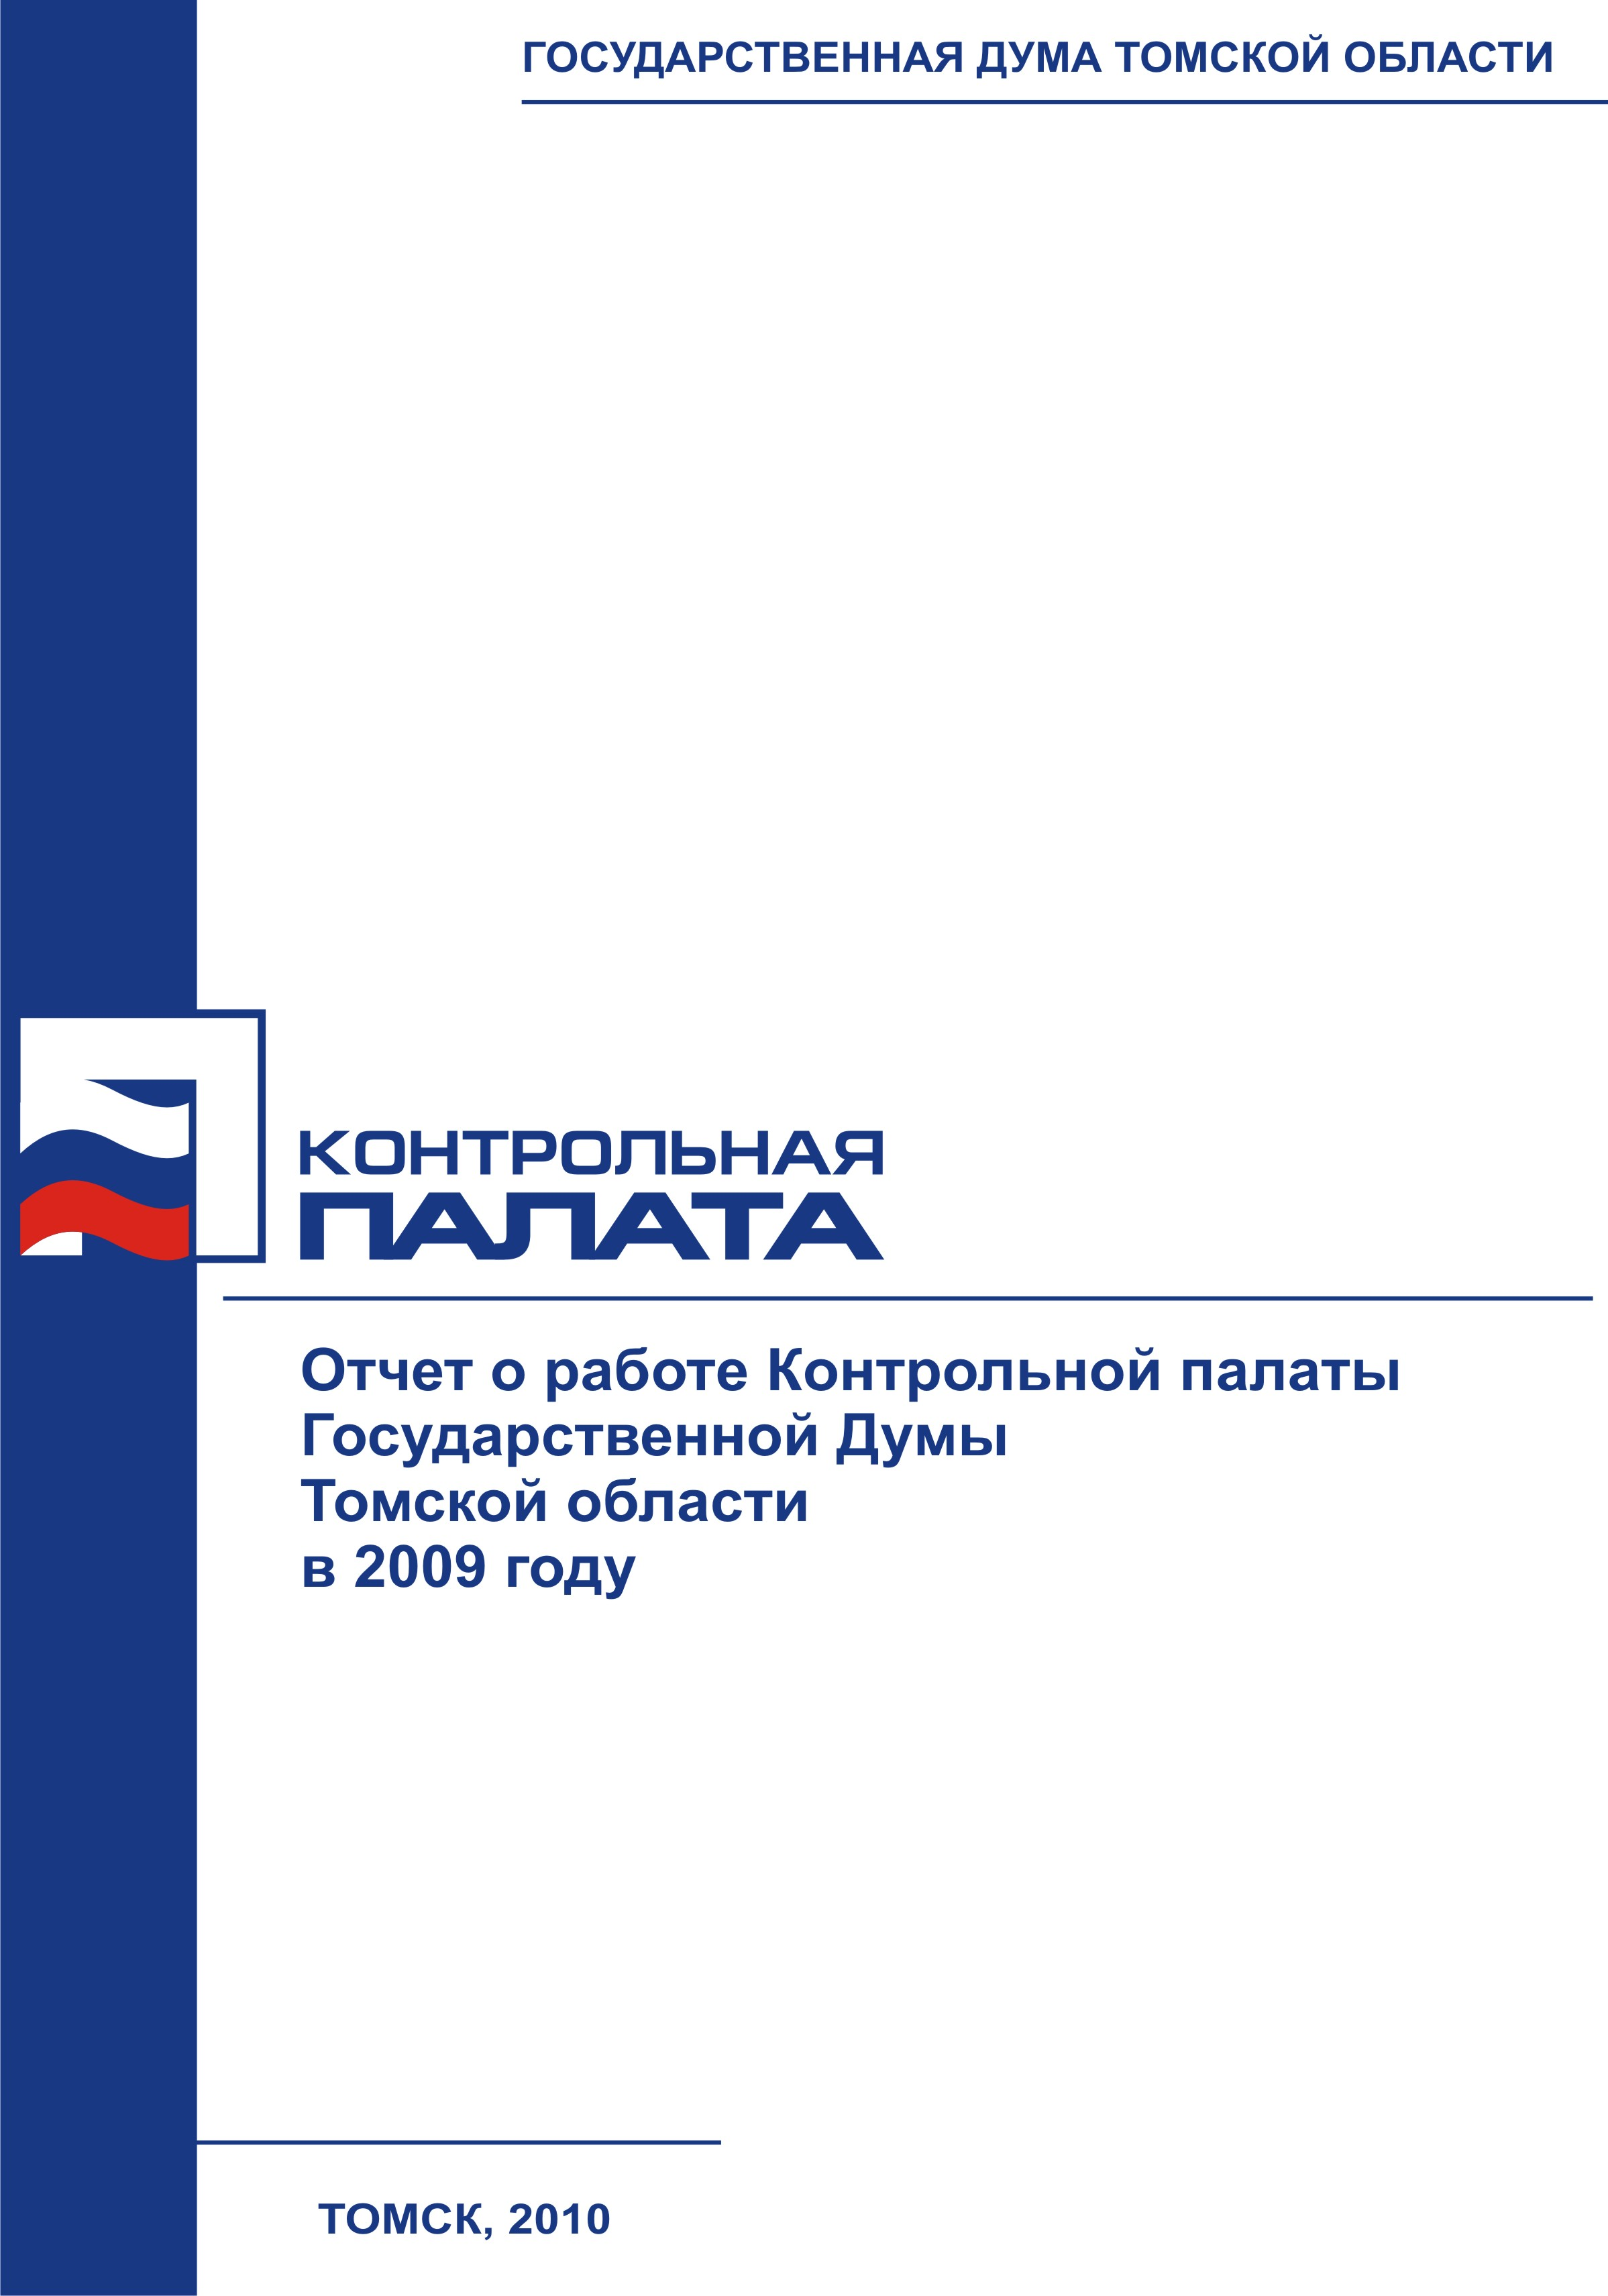 ГОСУДАРСТВЕННАЯ ДУМА ТОМСКОЙ ОБЛАСТИ
КОНТРОЛЬНАЯ
ПАЛАТА
Отчет о работе Контрольной палаты
Государственной Думы
Томской области
в 2009 году
ТОМСК, 2010